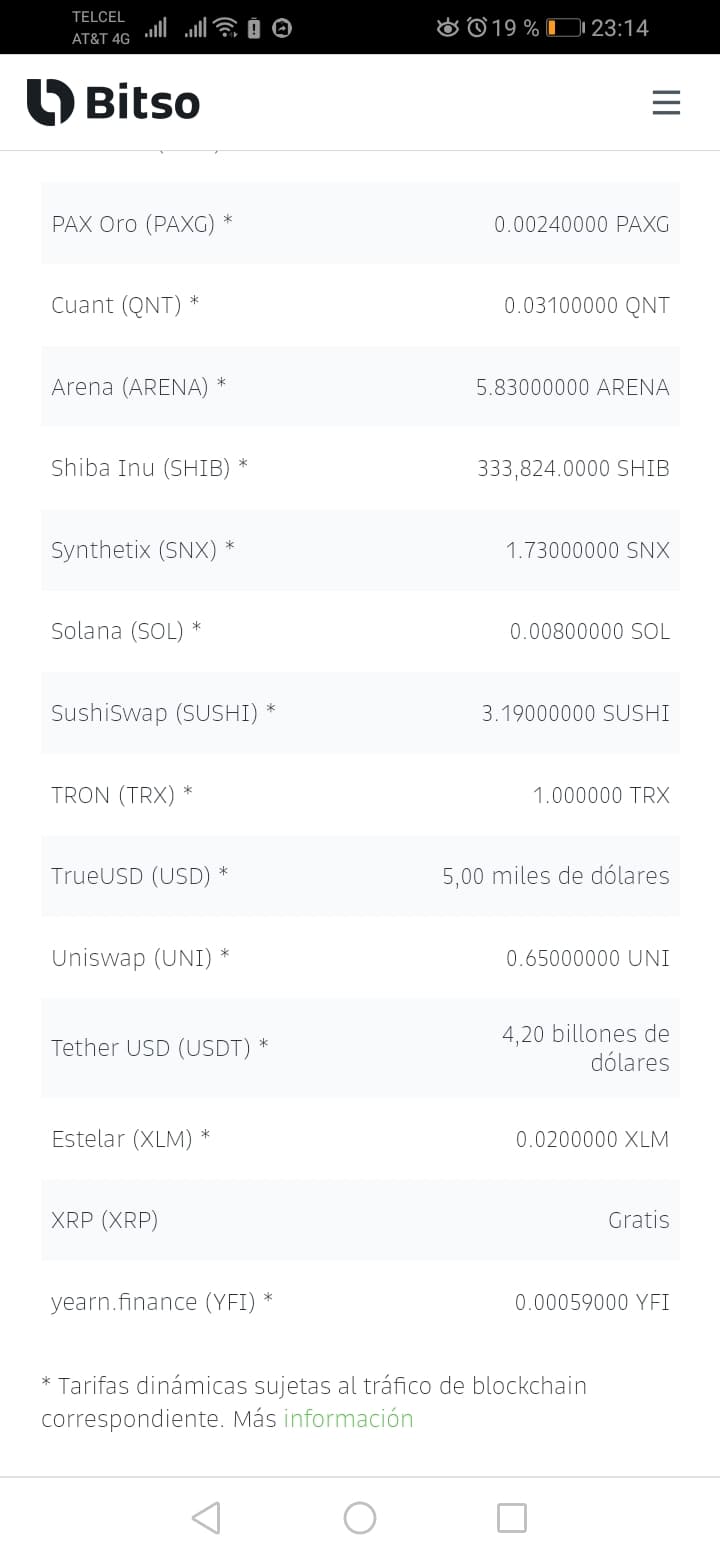 TELCEL
AT&T 4G
19 %
23:14
Bitso
PAX Oro (PAXG) * 0.00240000 PAXG
Cuant (QNT) * 0.03100000 QNT
Arena (ARENA) * 5.83000000 ARENA
Shiba Inu (SHIB) * 333,824.0000 SHIB
Synthetix (SNX) * 1.73000000 SNX
Solana (SOL) * 0.00800000 SOL
SushiSwap (SUSHI) * 3.19000000 SUSHI
TRON (TRX) * 1.000000 TRX
TrueUSD (USD) * 5,00 miles de dólares
Uniswap (UNI) * 0.65000000 UNI
Tether USD (USDT) * 4,20 billones de
dólares
Estelar (XLM) * 0.0200000 XLM
XRP (XRP) Gratis
yearn.finance (YFI) * 0.00059000 YFI
* Tarifas dinámicas sujetas al tráfico de blockchain
correspondiente. Más información